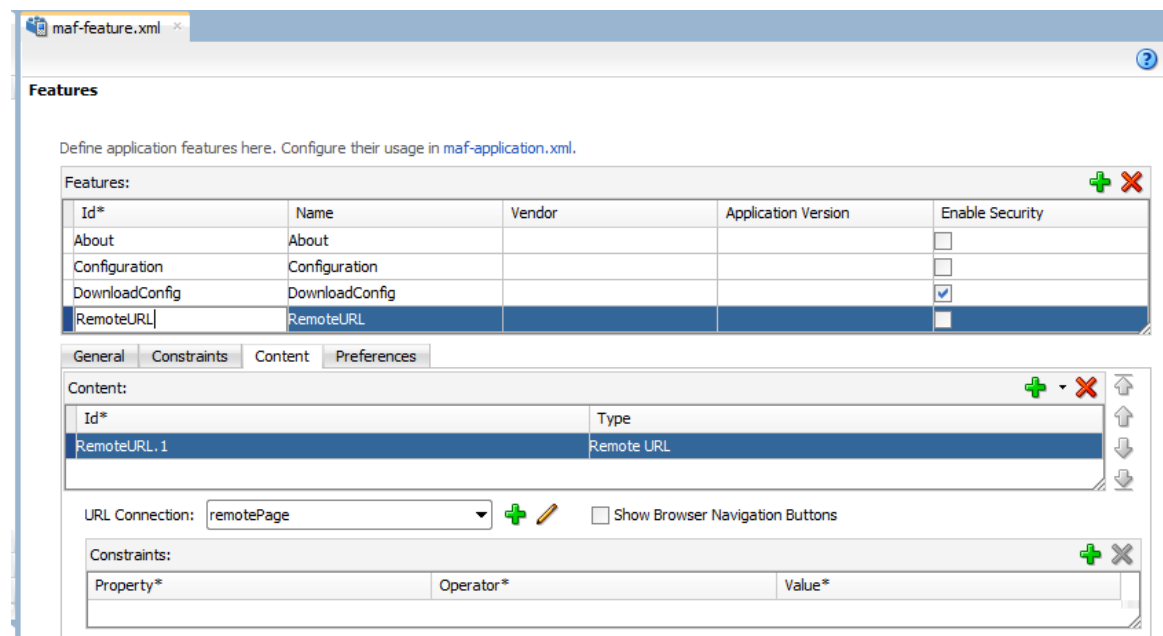 maf-feature.xml
Features
Define application features here. Configure their usage in maf-application.xml.
Features:
Id* Name Vendor Application Version Enable Security
About About
Configuration Configuration
DownloadConfig DownloadConfig
RemoteURL RemoteURL
General Constraints Content Preferences
Content:
Id* Type
RemoteURL.1 Remote URL
URL Connection: remotePage Show Browser Navigation Buttons
Constraints:
Property* Operator* Value*